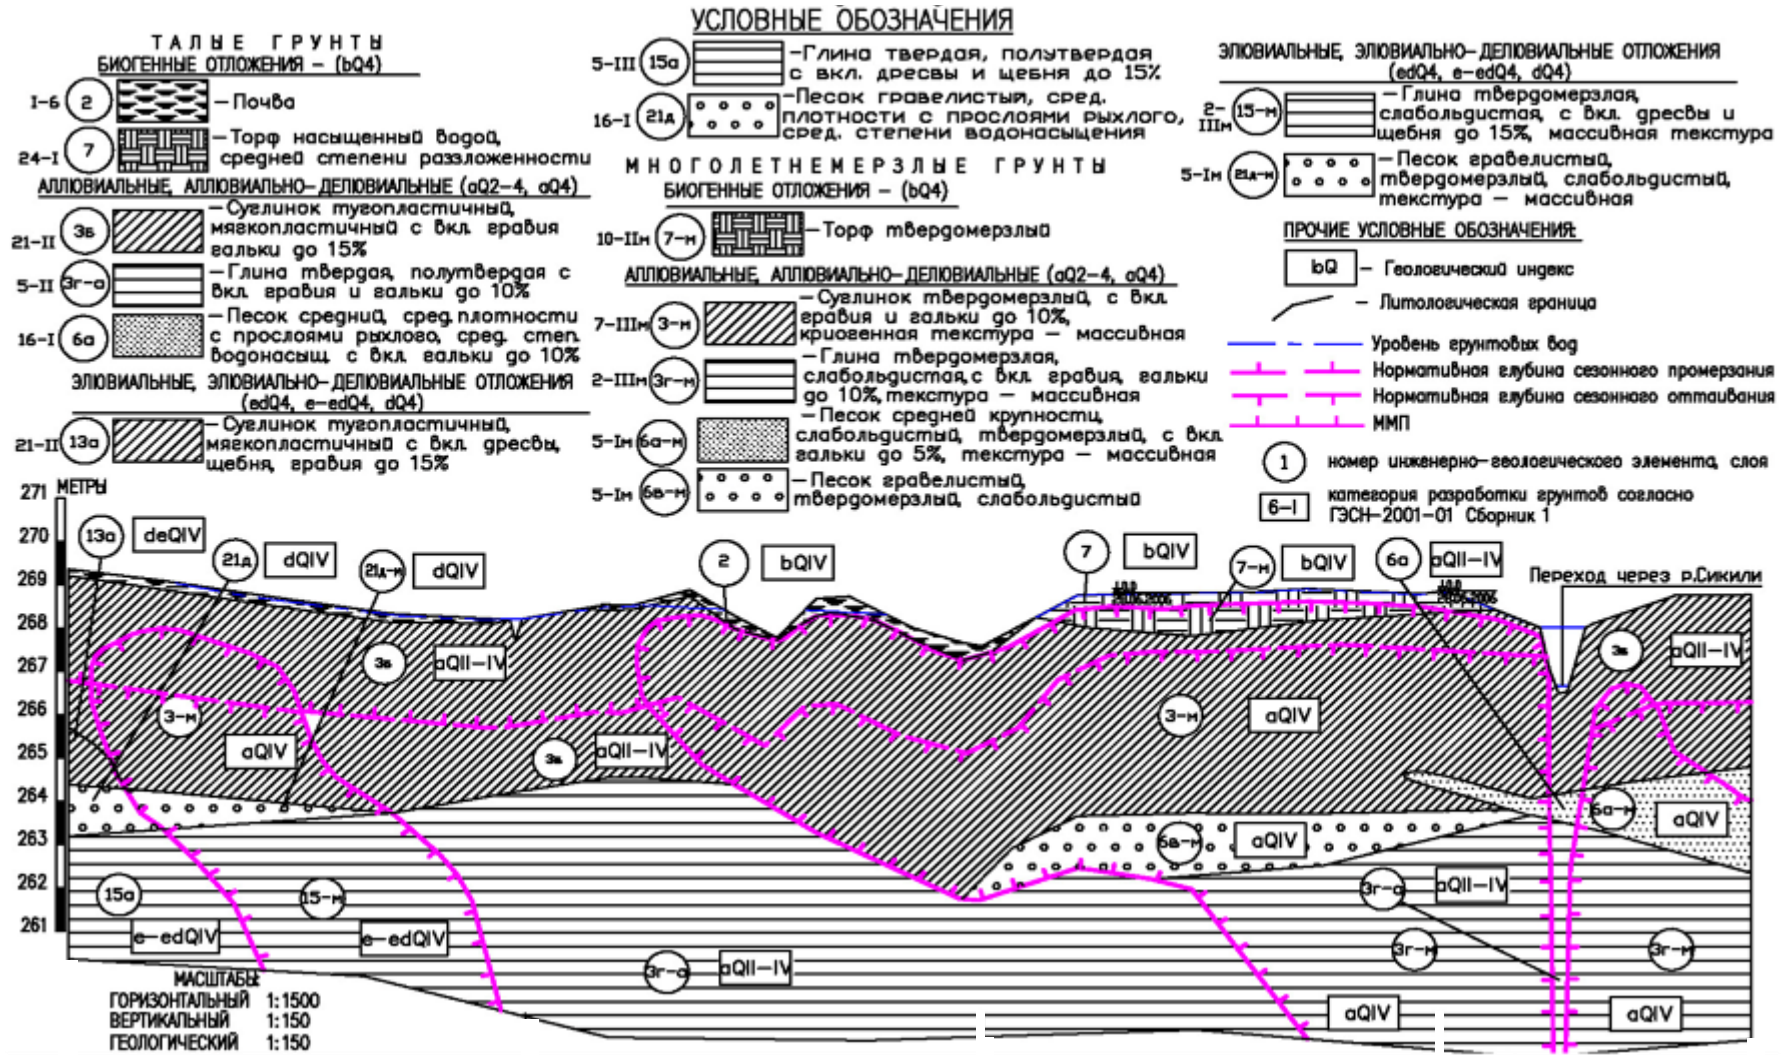 УСЛОВНЫЕ ОБОЗНАЧЕНИЯ
ТАЛЫЕ ГРУНТЫ
БИОГЕННЫЕ ОТЛОЖЕНИЯ – (bQ4)
I-6 2 –Почва
24-I 7 –Торф насыщенный водой,
средней степени раззложенности
АЛЛЮВИАЛЬНЫЕ, АЛЛЮВИАЛЬНО–ДЕЛЮВИАЛЬНЫЕ (aQ2–4, aQ4)
21-II 3в –Суглинок тугопластичный,
мягкопластичный с вкл. гравия
гальки до 15%
5-II 3г-а –Глина твердая, полутвердая с
вкл. гравия и гальки до 10%
16-I 6а –Песок средний, сред.плотности
с прослоями рыхлого, сред. степ.
водонасыщ. с вкл. гальки до 10%
ЭЛЮВИАЛЬНЫЕ, ЭЛЮВИАЛЬНО–ДЕЛЮВИАЛЬНЫЕ ОТЛОЖЕНИЯ
(edQ4, e–edQ4, dQ4)
21-II 13а –Суглинок тугопластичный,
мягкопластичный с вкл. дресвы,
щебня, гравия до 15%
5-III 15а –Глина твердая, полутвердая
с вкл. дресвы и щебня до 15%
16-I 21д –Песок гравелистый, сред.
плотности с прослоями рыхлого,
сред. степени водонасыщения
МНОГОЛЕТНЕМЕРЗЛЫЕ ГРУНТЫ
БИОГЕННЫЕ ОТЛОЖЕНИЯ – (bQ4)
10-IIм 7-м –Торф твердомерзлый
АЛЛЮВИАЛЬНЫЕ, АЛЛЮВИАЛЬНО–ДЕЛЮВИАЛЬНЫЕ (aQ2–4, aQ4)
7-IIIм 3-м –Суглинок твердомерзлый, с вкл.
гравия и гальки до 10%,
криогенная текстура – массивная
2-IIIм 3г-м –Глина твердомерзлая,
слабольдистая, с вкл. гравия, гальки
до 10%, текстура – массивная
5-Iм 6а-м –Песок средней крупности,
слабольдистый, твердомерзлый, с вкл.
гальки до 5%, текстура – массивная
5-Iм 6в-м –Песок гравелистый,
твердомерзлый, слабольдистый
ЭЛЮВИАЛЬНЫЕ, ЭЛЮВИАЛЬНО–ДЕЛЮВИАЛЬНЫЕ ОТЛОЖЕНИЯ
(edQ4, e–edQ4, dQ4)
2-IIIм 15-м –Глина твердомерзлая,
слабольдистая, с вкл. дресвы и
щебня до 15%, массивная текстура
5-Iм 21д-м –Песок гравелистый,
твердомерзлый, слабольдистый,
текстура – массивная
ПРОЧИЕ УСЛОВНЫЕ ОБОЗНАЧЕНИЯ:
bQ – Геологический индекс
– Литологическая граница
Уровень грунтовых вод
Нормативная глубина сезонного промерзания
Нормативная глубина сезонного оттаивания
ММП
1 номер инженерно–геологического элемента, слоя
6-I категория разработки грунтов согласно
ГЭСН–2001–01 Сборник 1
271 МЕТРЫ
270
269
268
267
266
265
264
263
262
261
13а deQIV
21д dQIV
21д-м dQIV
2 bQIV
7 bQIV
7-м bQIV
6а aQII–IV
Переход через р.Сикили
3в aQII–IV
3в aQII–IV
3-м aQIV
3в aQII–IV
3-м aQIV
6в-м aQIV
6а-м aQIV
15а e–edQIV
15-м e–edQIV
3г-а aQII–IV
3г-а aQII–IV
3г-м aQIV
3г-м aQIV
МАСШТАБЫ:
ГОРИЗОНТАЛЬНЫЙ 1:1500
ВЕРТИКАЛЬНЫЙ 1:150
ГЕОЛОГИЧЕСКИЙ 1:150